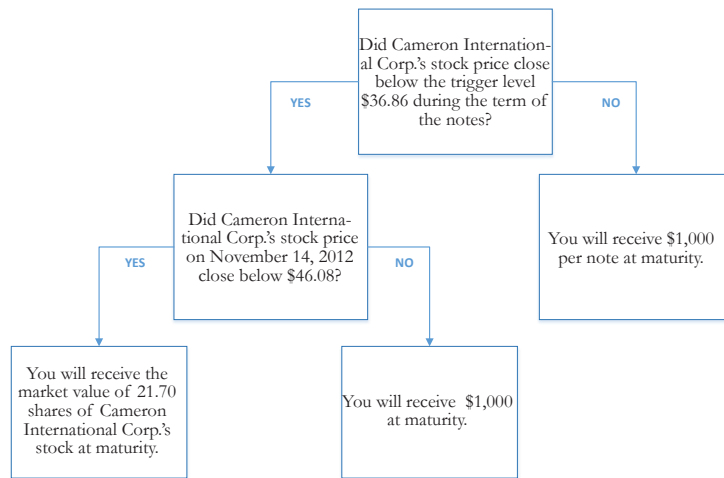 Did Cameron Internation-
al Corp.'s stock price close
below the trigger level
$36.86 during the term of
the notes?
YES
NO
Did Cameron Interna-
tional Corp.'s stock price
on November 14, 2012
close below $46.08?
You will receive $1,000
per note at maturity.
YES
NO
You will receive the
market value of 21.70
shares of Cameron
International Corp.'s
stock at maturity.
You will receive $1,000
at maturity.